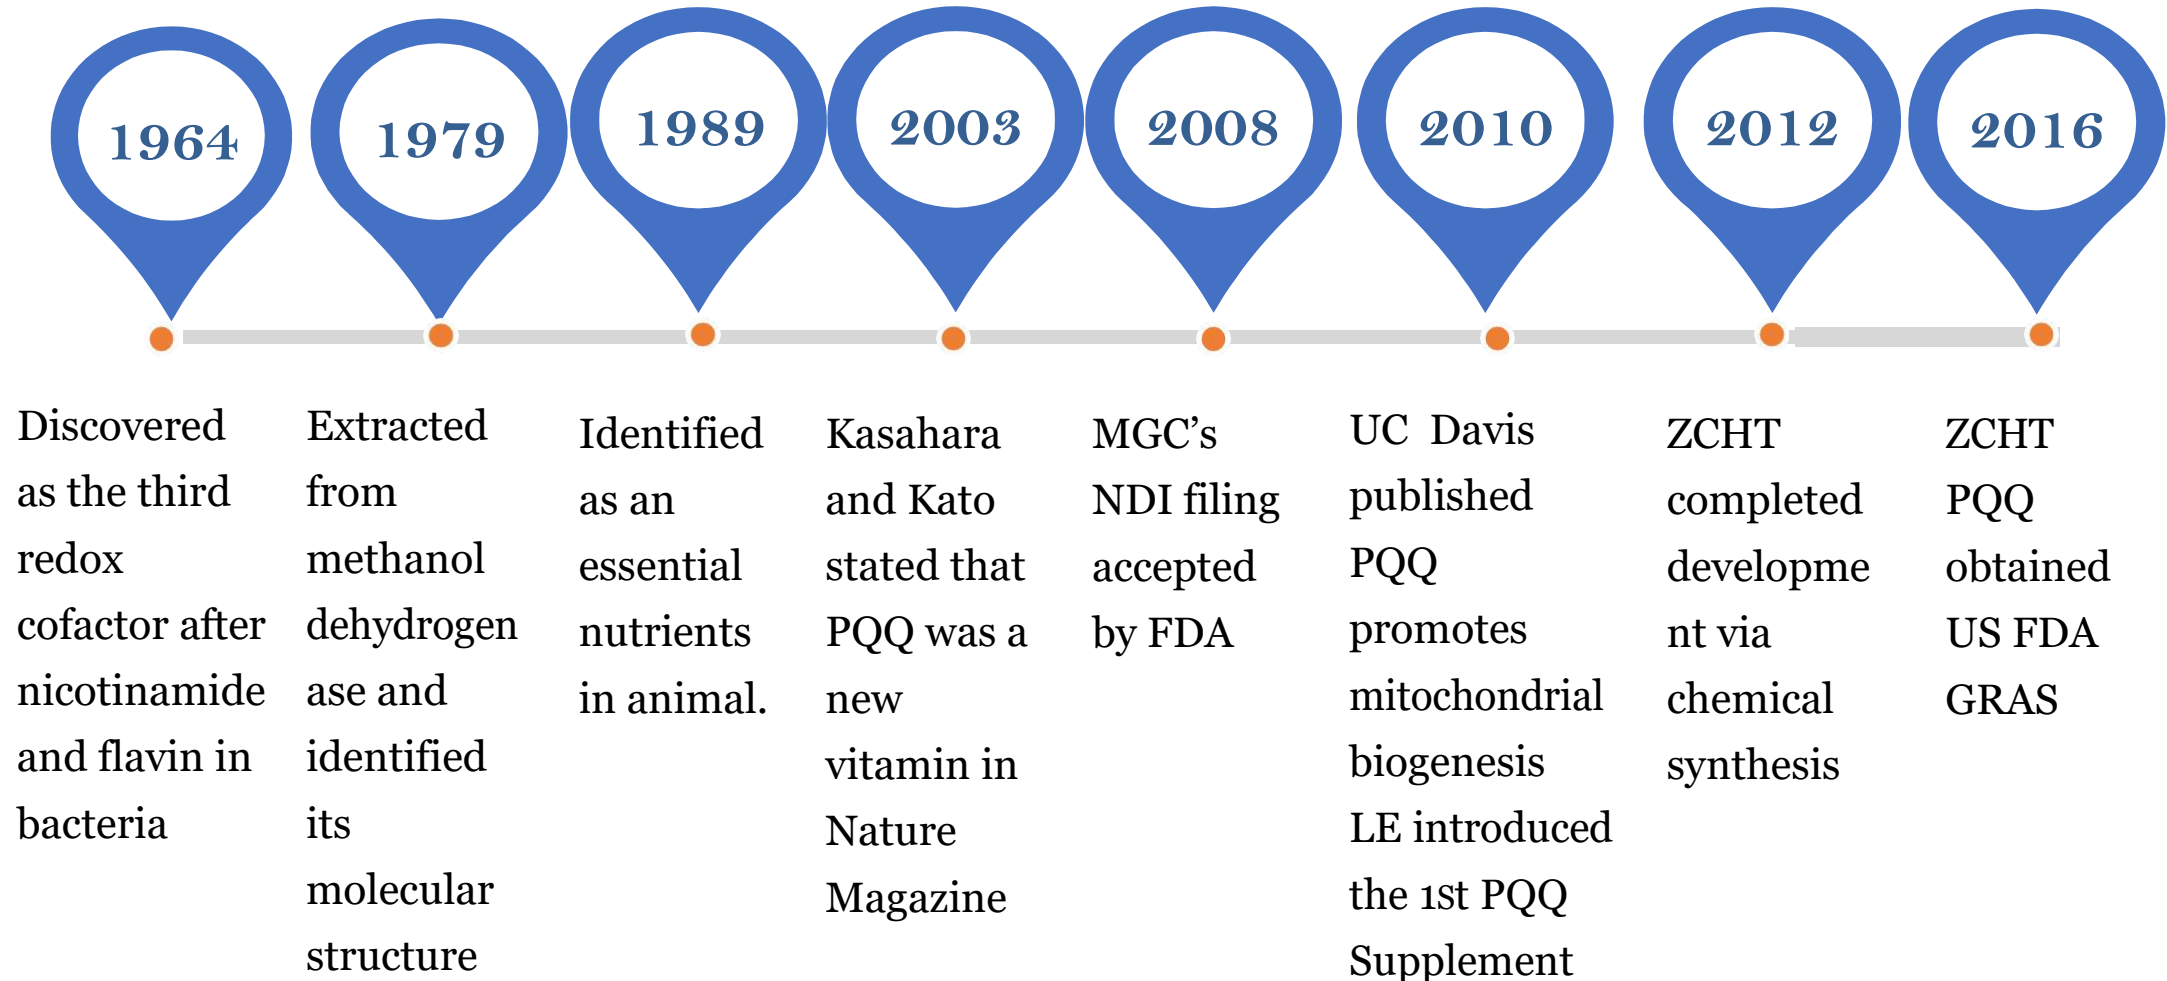 1964
1979
1989
2003
2008
2010
2012
2016
Discovered
as the third
redox
cofactor after
nicotinamide
and flavin in
bacteria
Extracted
from
methanol
dehydrogen
ase and
identified
its
molecular
structure
Identified
as an
essential
nutrients
in animal.
Kasahara
and Kato
stated that
PQQ was a
new
vitamin in
Nature
Magazine
MGC’s
NDI filing
accepted
by FDA
UC  Davis
published
PQQ
promotes
mitochondrial
biogenesis
LE introduced
the 1st PQQ
Supplement
ZCHT
completed
developme
nt via
chemical
synthesis
ZCHT
PQQ
obtained
US FDA
GRAS